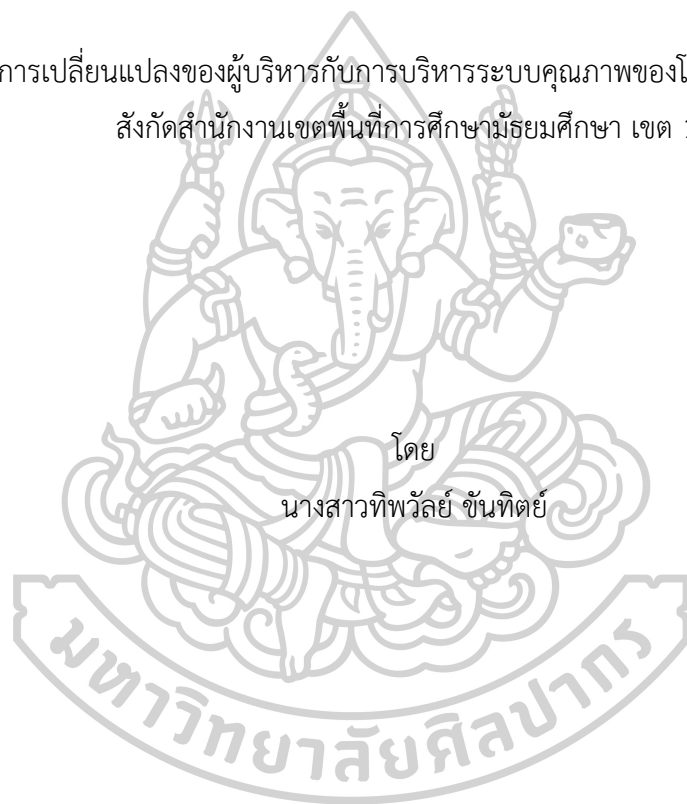 การเปลี่ยนแปลงของผู้บริหารกับการบริหารระบบคุณภาพของ
สังกัดสำนักงานเขตพื้นที่การศึกษามัธยมศึกษา เขต
โดย
นางสาวทิพวัลย์ ขันทิตย์
มหาวิทยาลัยศิลปากร